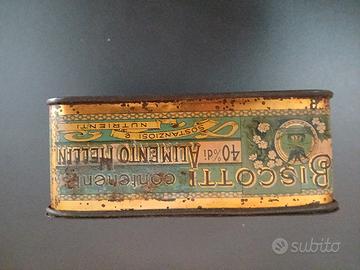 BISCOTTI
contenenti
40% di ALIMENTO MELLIN
SOSTANZIOSI E
NUTRIENTI
subito